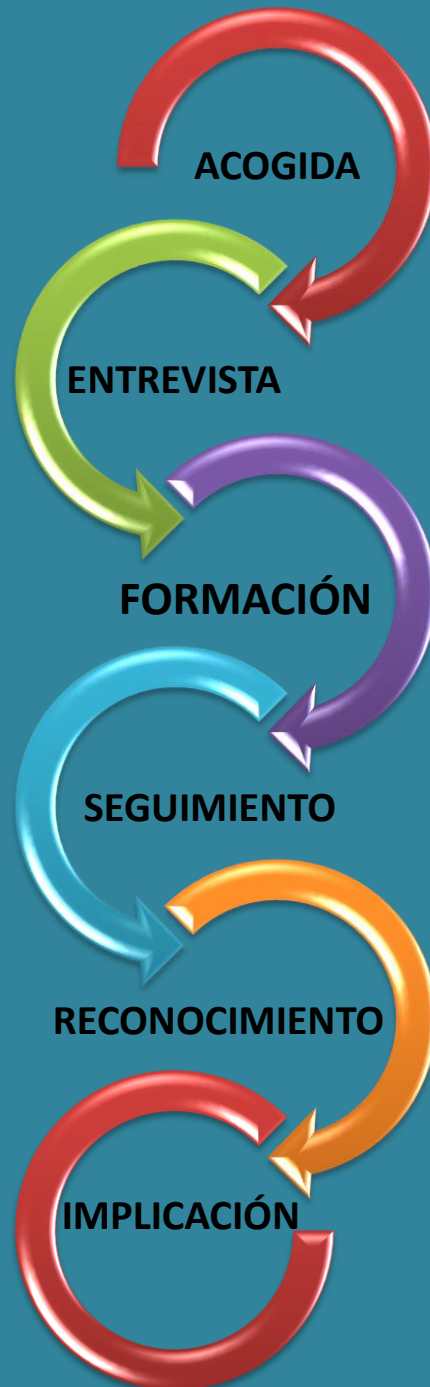 ACOGIDA
ENTREVISTA
FORMACIÓN
SEGUIMIENTO
RECONOCIMIENTO
IMPLICACIÓN